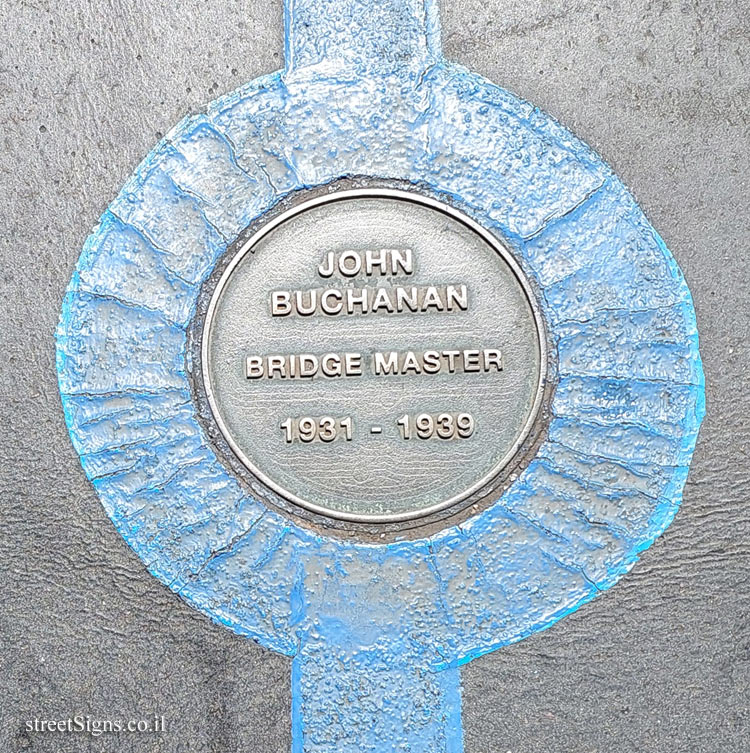 JOHN
BUCHANAN
BRIDGE MASTER
1931 - 1939
streetSigns.co.il